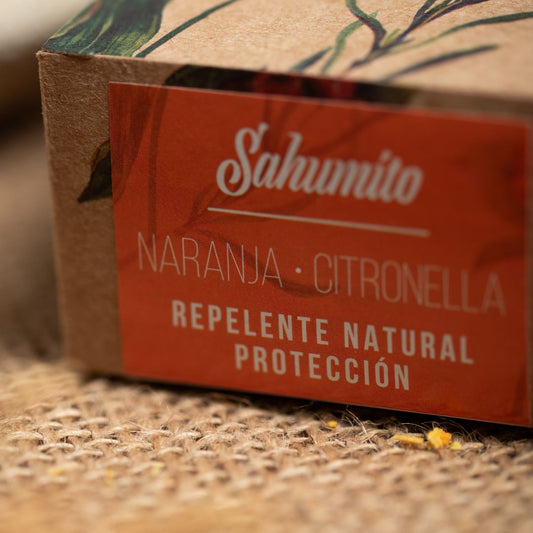 Sahumito
NARANJA · CITRONELLA
REPELENTE NATURAL
PROTECCIÓN